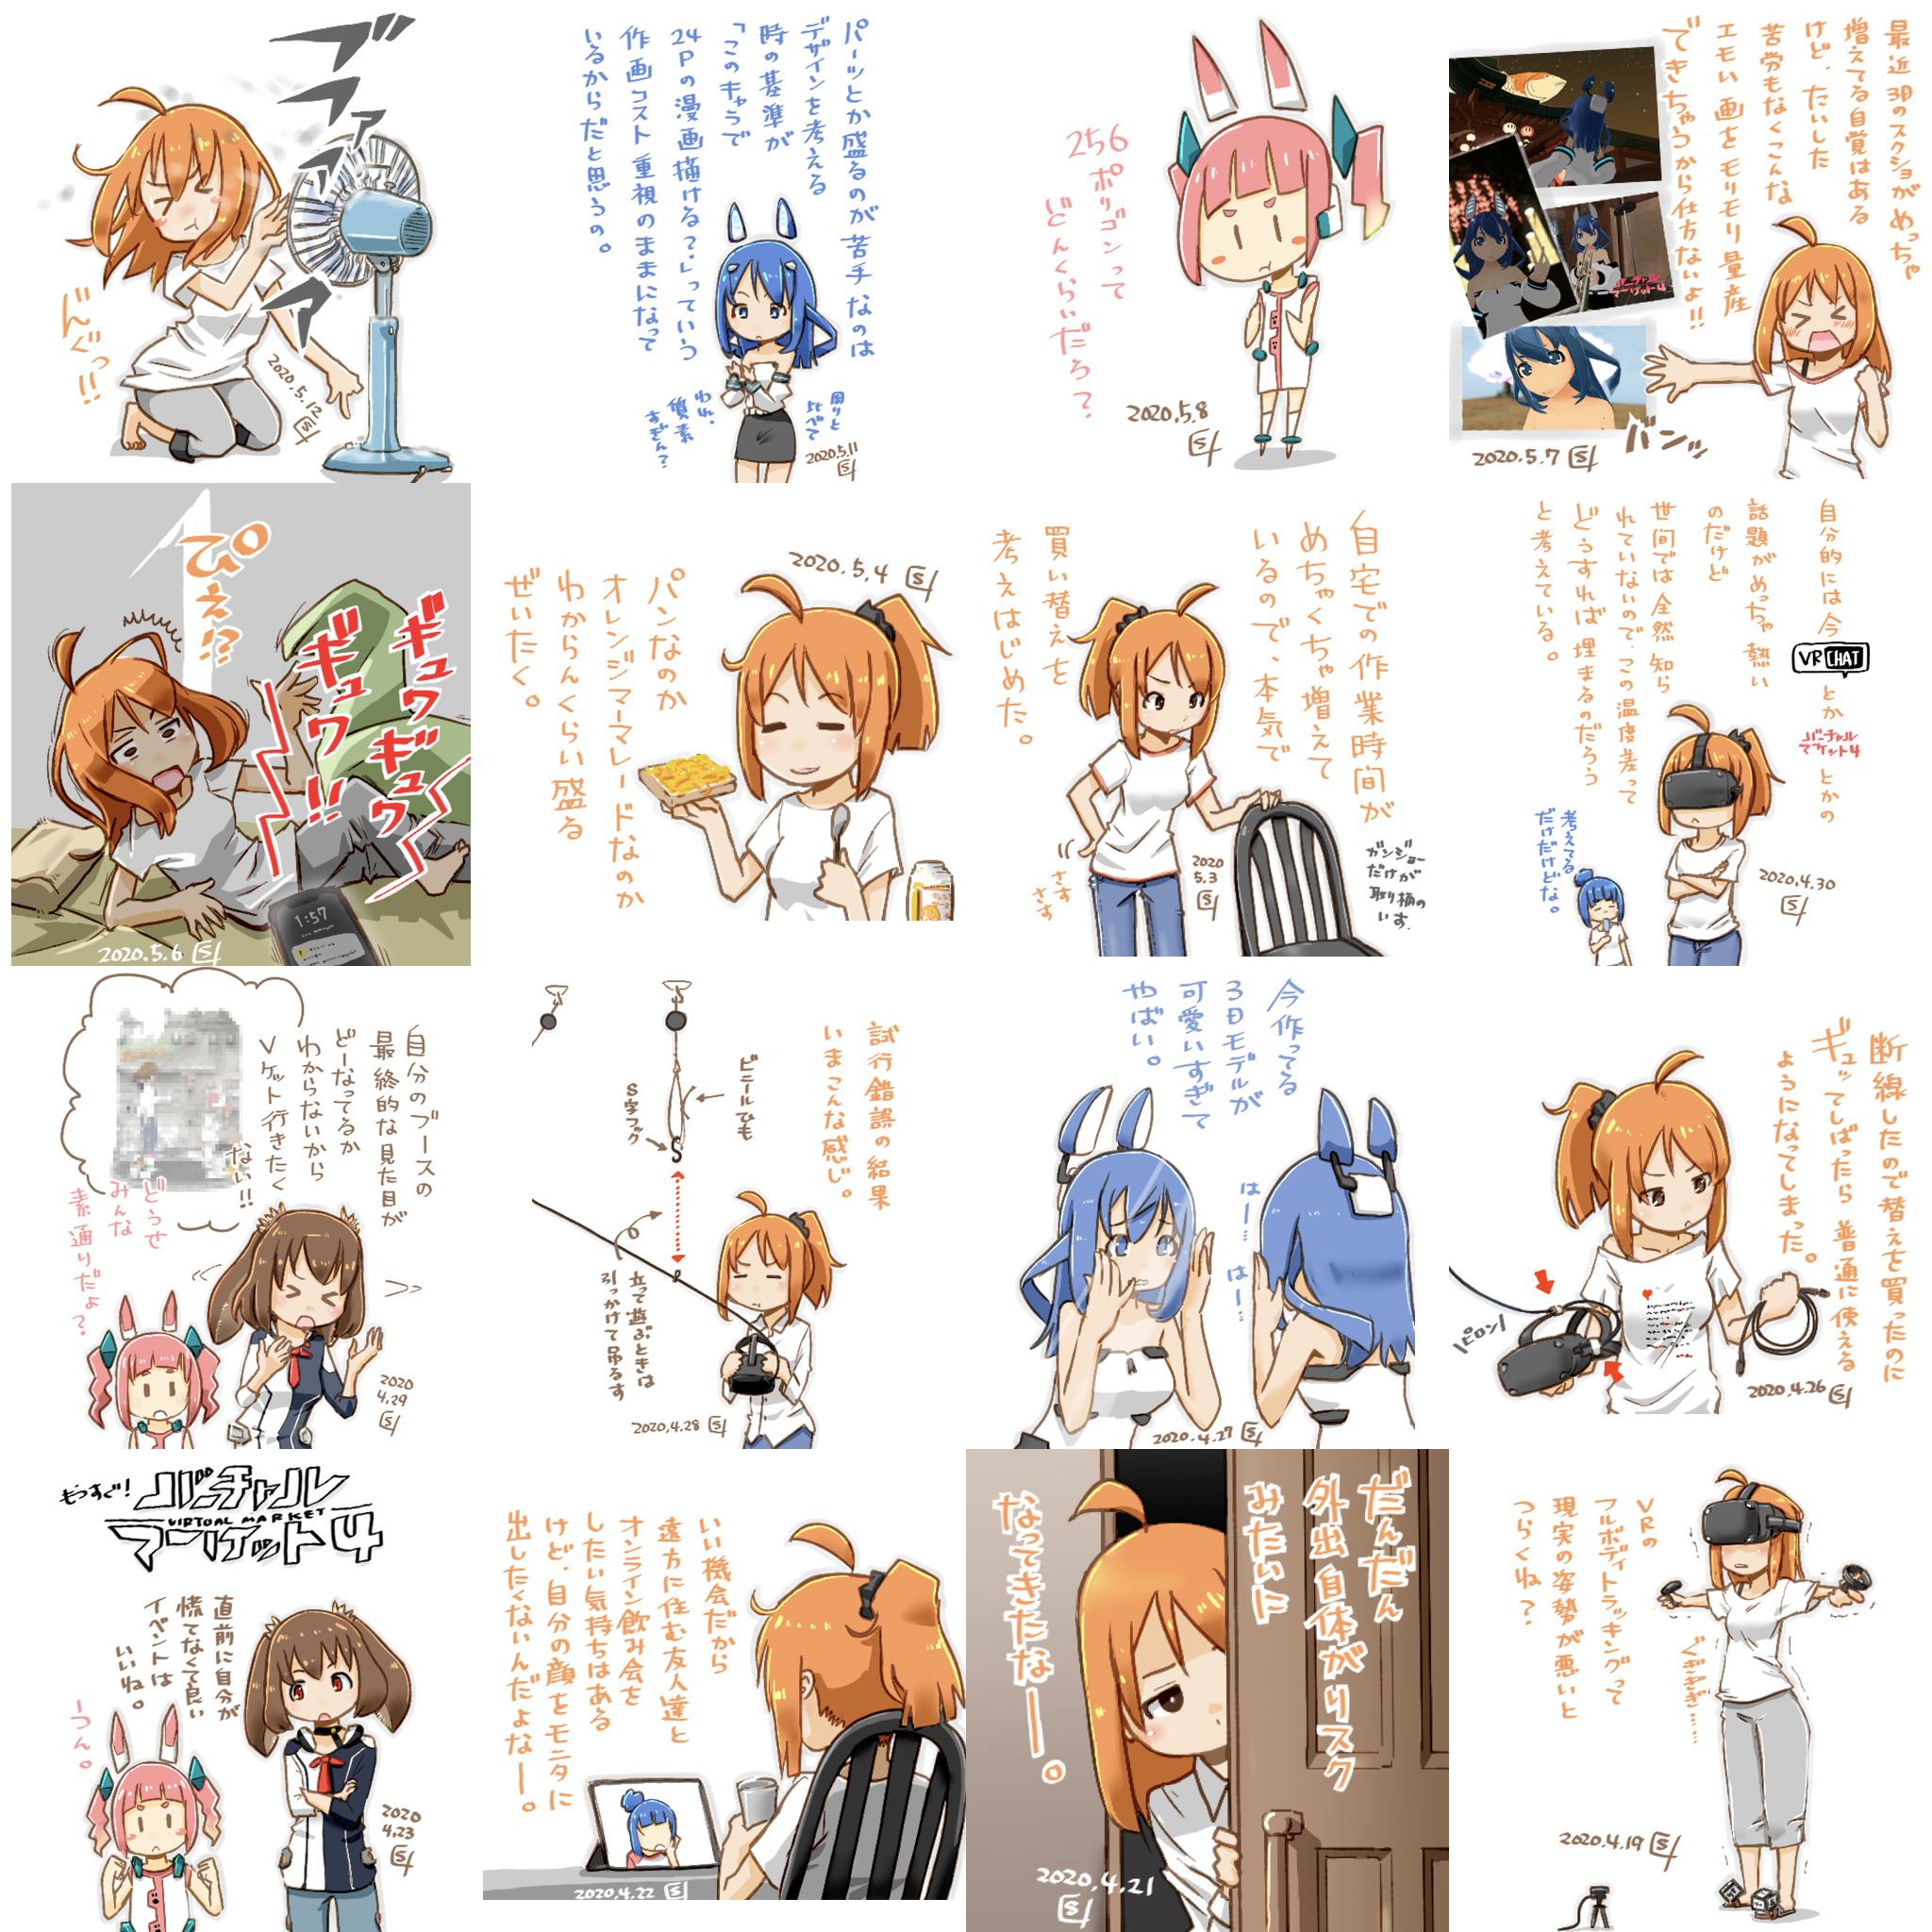 ブファァァァ
じんぐっ!!
2020.5.12
パーッとか盛るのが苦手なのは
デザインを考える
時の基準が
「このキャラで
24Pの漫画描ける?」っていう
作画コスト重視のままになって
いるからだと思うの。
周りと
比べて
われ、
質素
すぎん?
2020.5.11
256ポリゴンって
どんくらいだろ?
2020.5.8
最近3Dのスクショがめっちゃ
増えてる自覚はある
けど、たいした
苦労もなくこんな
エモい画をモリモリ量産
できちゃうから仕方ないよ!!
バーチャル
マーケット4
バンッ
2020.5.7
ぴえ!?
ギュワギュワ
ギュワ!!
1:57
2020.5.6
2020.5.4
パンなのか
オレンジマーマレードなのか
わからんくらい盛る
ぜいたく。
自宅での作業時間が
めちゃくちゃ増えて
いるので、本気で
買い替えを
考えはじめた。
さす
さす
2020
5.3
ガンジョー
だけが
取り柄の
いす.
自分的には今VRCHATとかバーチャルマーケット4とかの
話題がめっちゃ熱い
のだけど
世間では全然知ら
れていないので、この温度差って
どうすれば埋まるのだろう
と考えている。
考えてる
だけだけどな。
2020.4.30
自分のブースの
最終的な見た目が
どーなってるか
わからないから
Vケット行きたく
ない!!
どうせ
みんな
素通りだよ?
2020
4.29
試行錯誤の結果
いまこんな感じ。
ビニールひも
S字フック
立って遊ぶときは
引っかけて吊るす
2020.4.28
今作ってる
3Dモデルが
可愛いすぎて
やばい。
はー…
はー…
2020.4.27
断線したので替えを買ったのに
ギュッてしばったら普通に使える
ようになってしまった。
ピロン
2020.4.26
もうすぐ!
バーチャル
VIRTUAL MARKET
マーケット4
直前に自分が
慌てなくて良い
イベントは
いいね。
ーつん。
2020
4.23
いい機会だから
遠方に住む友人達と
オンライン飲み会を
したい気持ちはある
けど、自分の顔をモニタに
出したくないんだよなー。
2020.4.22
だんだん
外出自体がリスク
みたいに
なってきたなー。
2020.4.21
VRの
フルボディトラッキングって
現実の姿勢が悪いと
つらくね?
ぐぎぎぎ……
2020.4.19